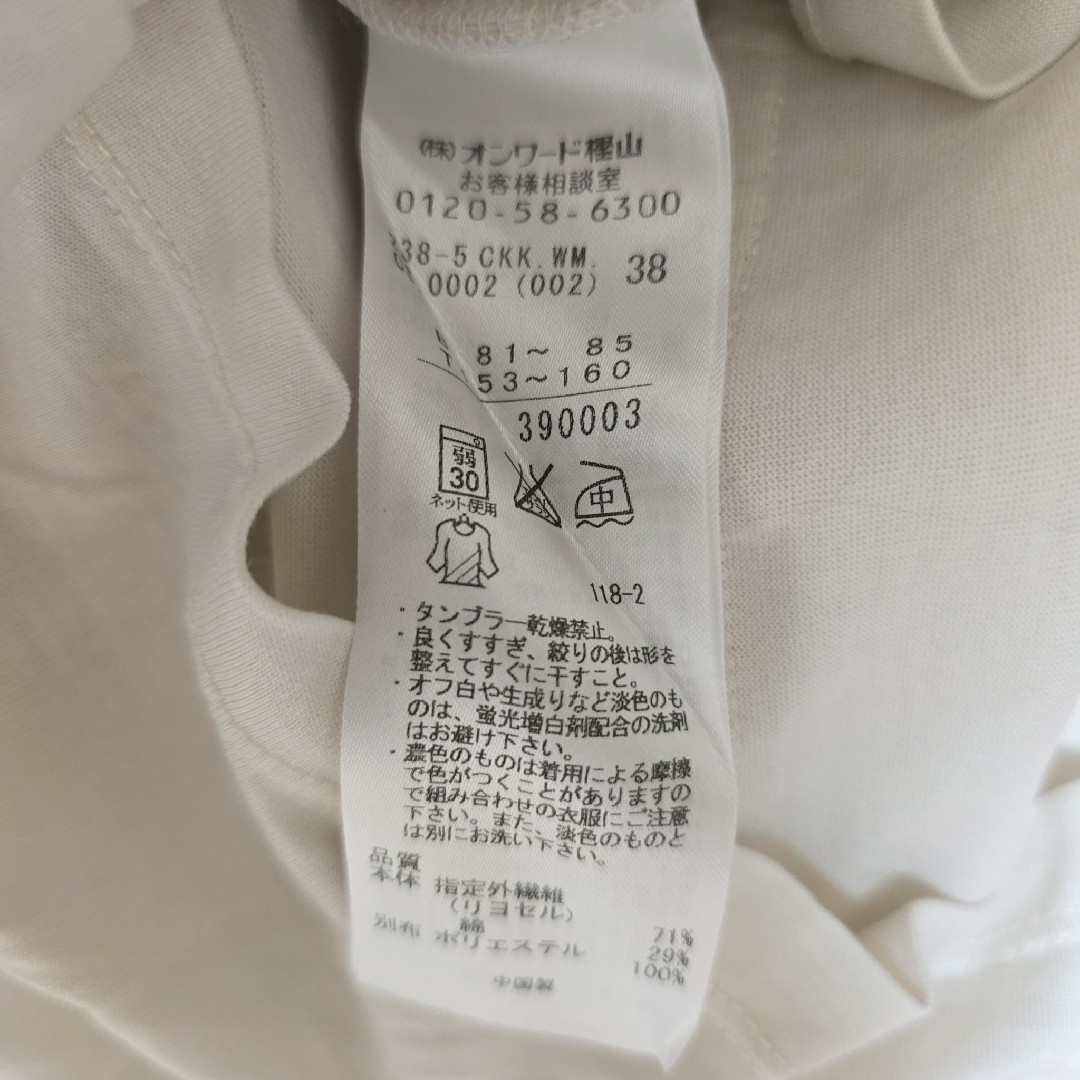 (株)オンワード樫山
お客様相談室
0120-58-6300
38-5 CKK.WM. 38
0002 (002)
81～ 85
53～160
390003
弱
30
中
ネット使用
118-2
・タンブラー乾燥禁止。
・良くすすぎ、絞りの後は形を
整えてすぐに干すこと。
・オフ白や生成りなど淡色のも
のは、蛍光増白剤配合の洗剤
はお避け下さい。
・濃色のものは着用による摩擦
で色がつくことがありますの
で組み合わせの衣服にご注意
下さい。また、淡色のものと
は別にお洗い下さい。
品質
本体 指定外繊維
(リヨセル) 71%
綿 29%
別布 ポリエステル 100%
中国製